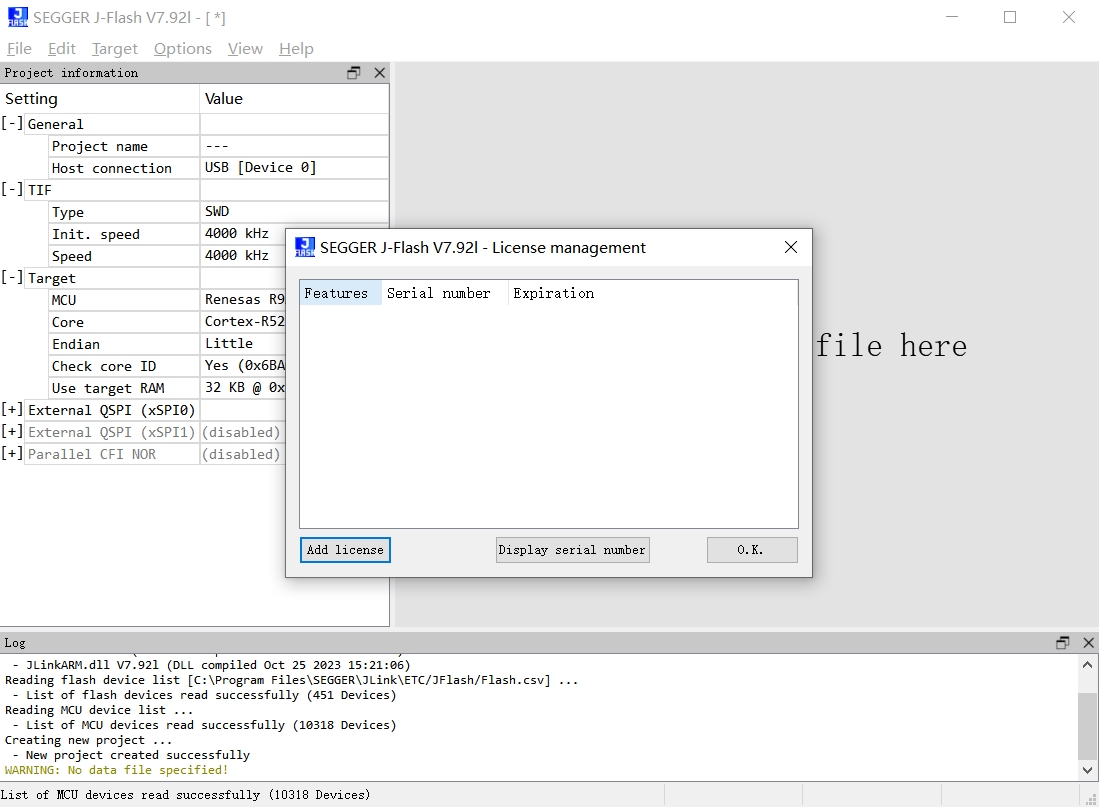 SEGGER J-Flash V7.92l - [ *]
File Edit Target Options View Help
Project information
Setting Value
[-] General
Project name ---
Host connection USB [Device 0]
[-] TIF
Type SWD
Init. speed 4000 kHz
Speed 4000 kHz
[-] Target
MCU Renesas R9
Core Cortex-R52
Endian Little
Check core ID Yes (0x6BA
Use target RAM 32 KB @ 0x
[+] External QSPI (xSPI0)
[+] External QSPI (xSPI1) (disabled)
[+] Parallel CFI NOR (disabled)
file here
SEGGER J-Flash V7.92l - License management
Features Serial number Expiration
Add license Display serial number O.K.
Log
- JLinkARM.dll V7.92l (DLL compiled Oct 25 2023 15:21:06)
Reading flash device list [C:\Program Files\SEGGER\JLink\ETC/JFlash/Flash.csv] ...
- List of flash devices read successfully (451 Devices)
Reading MCU device list ...
- List of MCU devices read successfully (10318 Devices)
Creating new project ...
- New project created successfully
WARNING: No data file specified!
List of MCU devices read successfully (10318 Devices)